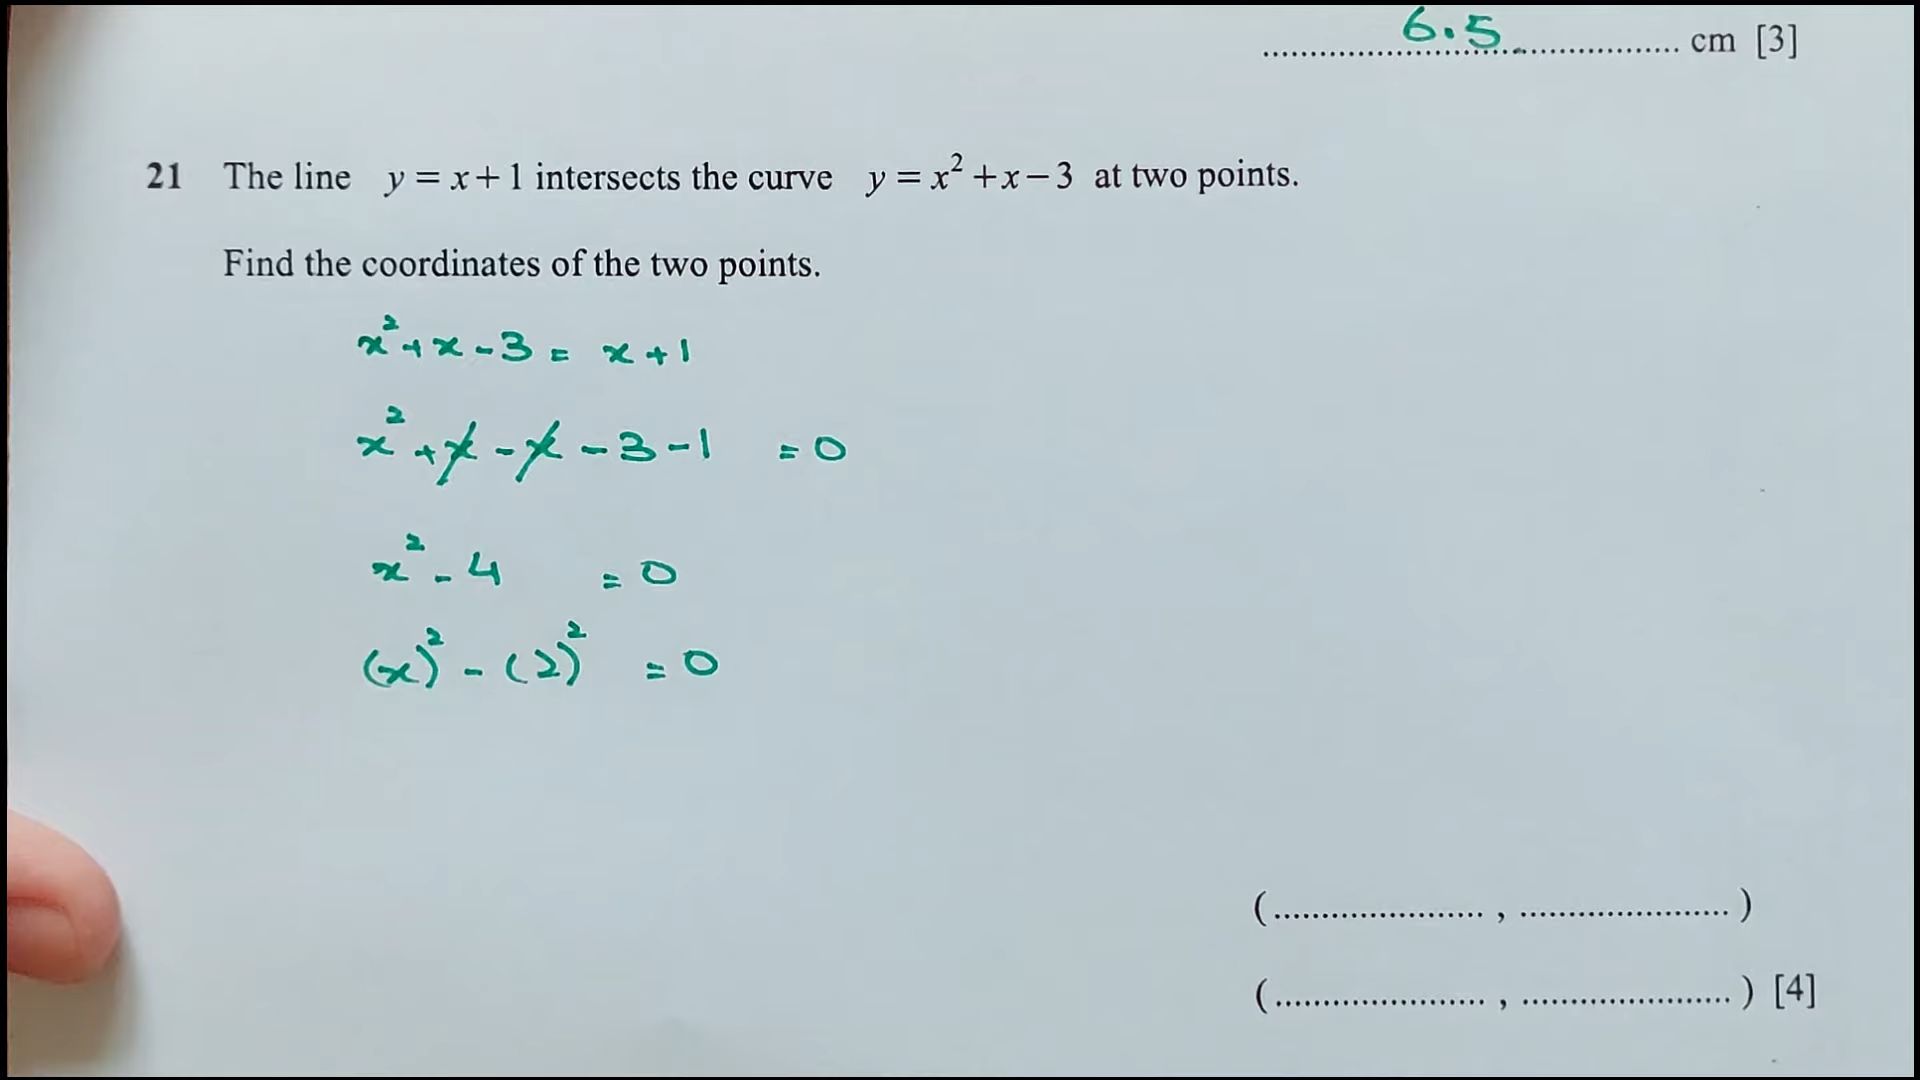 6.5 cm [3]
21 The line y = x + 1 intersects the curve y = x² + x − 3 at two points.
Find the coordinates of the two points.
x² + x - 3 = x + 1
x² + x - x - 3 - 1 = 0
x² - 4 = 0
(x)² - (2)² = 0
(...................... , ......................)
(...................... , ......................) [4]